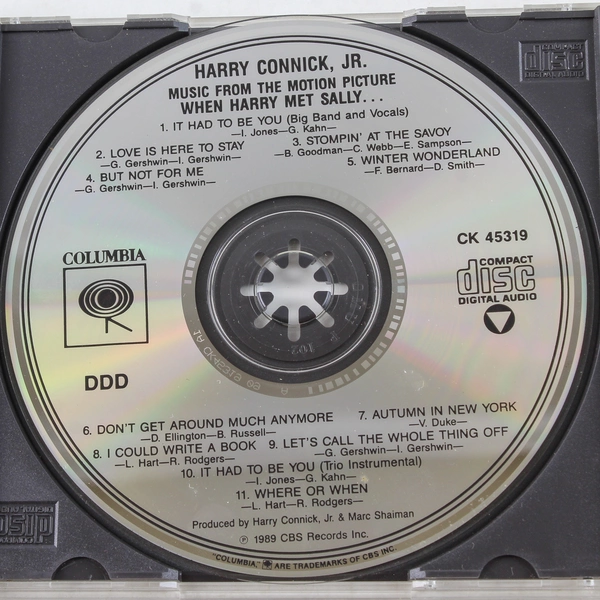 HARRY CONNICK, JR.
MUSIC FROM THE MOTION PICTURE
WHEN HARRY MET SALLY...
1. IT HAD TO BE YOU (Big Band and Vocals)
—I. Jones—G. Kahn—
2. LOVE IS HERE TO STAY
—G. Gershwin—I. Gershwin—
3. STOMPIN' AT THE SAVOY
—B. Goodman—C. Webb—E. Sampson—
4. BUT NOT FOR ME
—G. Gershwin—I. Gershwin—
5. WINTER WONDERLAND
—F. Bernard—D. Smith—
COLUMBIA
DDD
CK 45319
COMPACT
disc
DIGITAL AUDIO
6. DON'T GET AROUND MUCH ANYMORE
—D. Ellington—B. Russell—
7. AUTUMN IN NEW YORK
—V. Duke—
8. I COULD WRITE A BOOK
—L. Hart—R. Rodgers—
9. LET'S CALL THE WHOLE THING OFF
—G. Gershwin—I. Gershwin—
10. IT HAD TO BE YOU (Trio Instrumental)
—I. Jones—G. Kahn—
11. WHERE OR WHEN
—L. Hart—R. Rodgers—
Produced by Harry Connick, Jr. & Marc Shaiman
℗ 1989 CBS Records Inc.
"COLUMBIA," ARE TRADEMARKS OF CBS INC.
COMPACT
disc
DIGITAL AUDIO